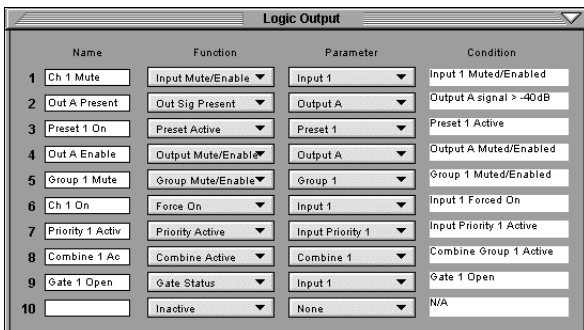 Logic Output
Name Function Parameter Condition
1 Ch 1 Mute Input Mute/Enable Input 1 Input 1 Muted/Enabled
2 Out A Present Out Sig Present Output A Output A signal > -40dB
3 Preset 1 On Preset Active Preset 1 Preset 1 Active
4 Out A Enable Output Mute/Enable Output A Output A Muted/Enabled
5 Group 1 Mute Group Mute/Enable Group 1 Group 1 Muted/Enabled
6 Ch 1 On Force On Input 1 Input 1 Forced On
7 Priority 1 Activ Priority Active Input Priority 1 Input Priority 1 Active
8 Combine 1 Ac Combine Active Combine 1 Combine Group 1 Active
9 Gate 1 Open Gate Status Input 1 Gate 1 Open
10 Inactive None N/A